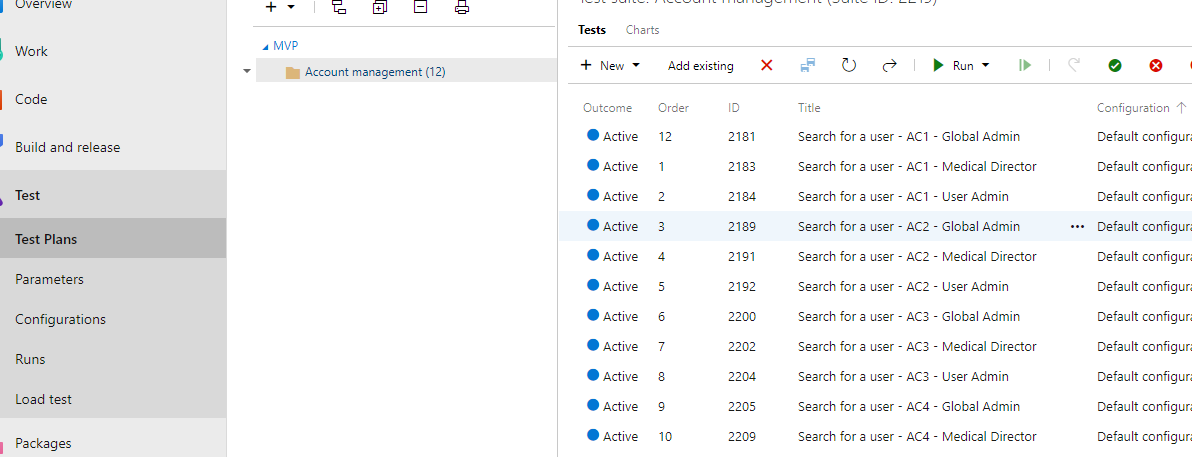 Overview
Work
Code
Build and release
Test
Test Plans
Parameters
Configurations
Runs
Load test
Packages
MVP
Account management (12)
Test suite: Account management (Suite ID: 2219)
Tests Charts
New Add existing Run
Outcome Order ID Title Configuration
Active 12 2181 Search for a user - AC1 - Global Admin Default configura
Active 1 2183 Search for a user - AC1 - Medical Director Default configura
Active 2 2184 Search for a user - AC1 - User Admin Default configura
Active 3 2189 Search for a user - AC2 - Global Admin ... Default configura
Active 4 2191 Search for a user - AC2 - Medical Director Default configura
Active 5 2192 Search for a user - AC2 - User Admin Default configura
Active 6 2200 Search for a user - AC3 - Global Admin Default configura
Active 7 2202 Search for a user - AC3 - Medical Director Default configura
Active 8 2204 Search for a user - AC3 - User Admin Default configura
Active 9 2205 Search for a user - AC4 - Global Admin Default configura
Active 10 2209 Search for a user - AC4 - Medical Director Default configura